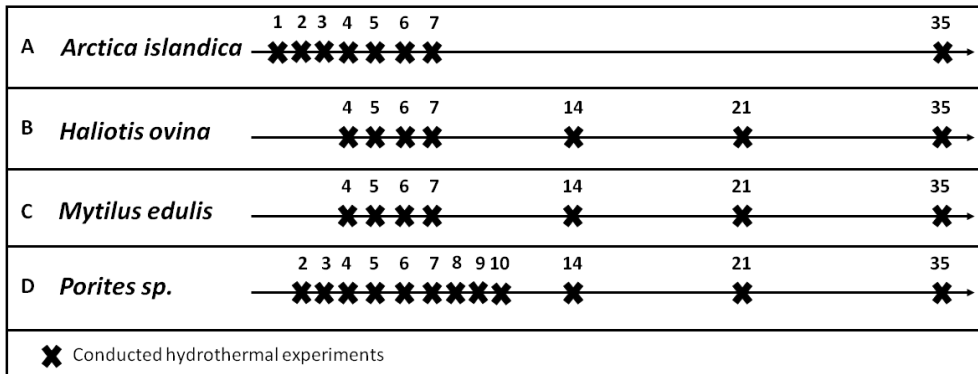 1 2 3 4 5 6 7 35
A Arctica islandica
4 5 6 7 14 21 35
B Haliotis ovina
4 5 6 7 14 21 35
C Mytilus edulis
2 3 4 5 6 7 8 9 10 14 21 35
D Porites sp.
Conducted hydrothermal experiments